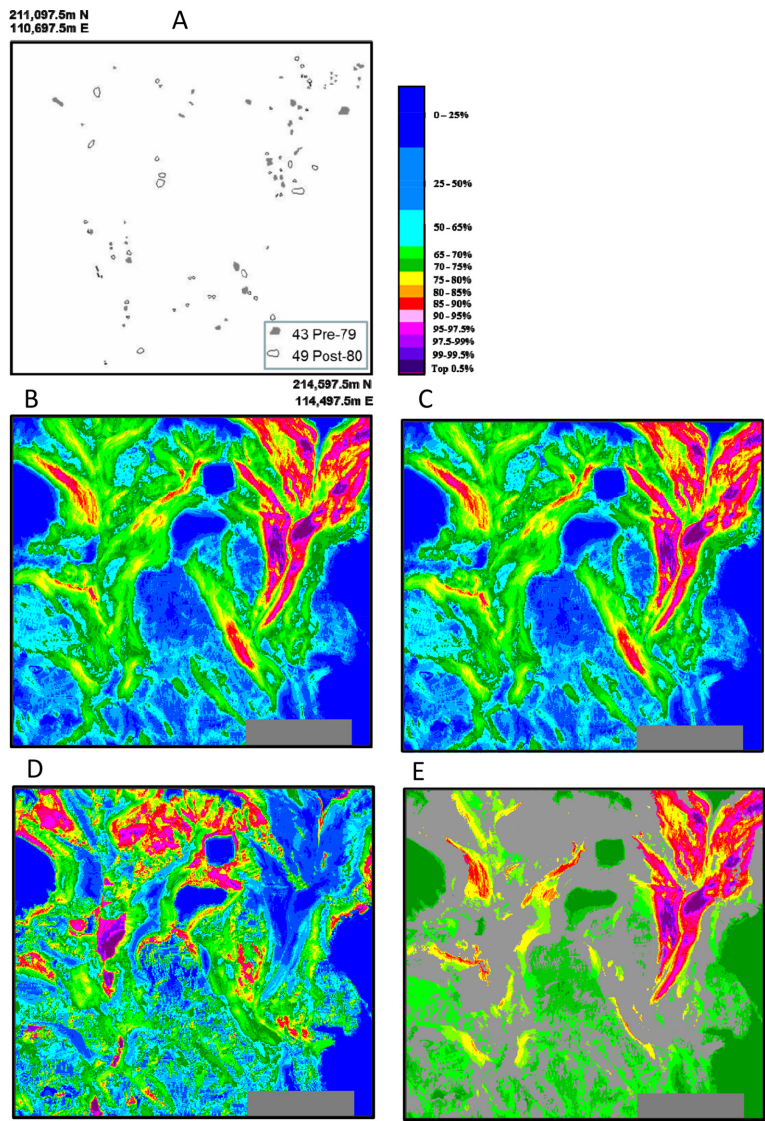 211,097.5m N
110,697.5m E
A
0 – 25%
25 – 50%
50 – 65%
65 – 70%
70 – 75%
75 – 80%
80 – 85%
85 – 90%
90 – 95%
95 – 97.5%
97.5 – 99%
99 – 99.5%
Top 0.5%
43 Pre-79
49 Post-80
214,597.5m N
114,497.5m E
B
C
D
E